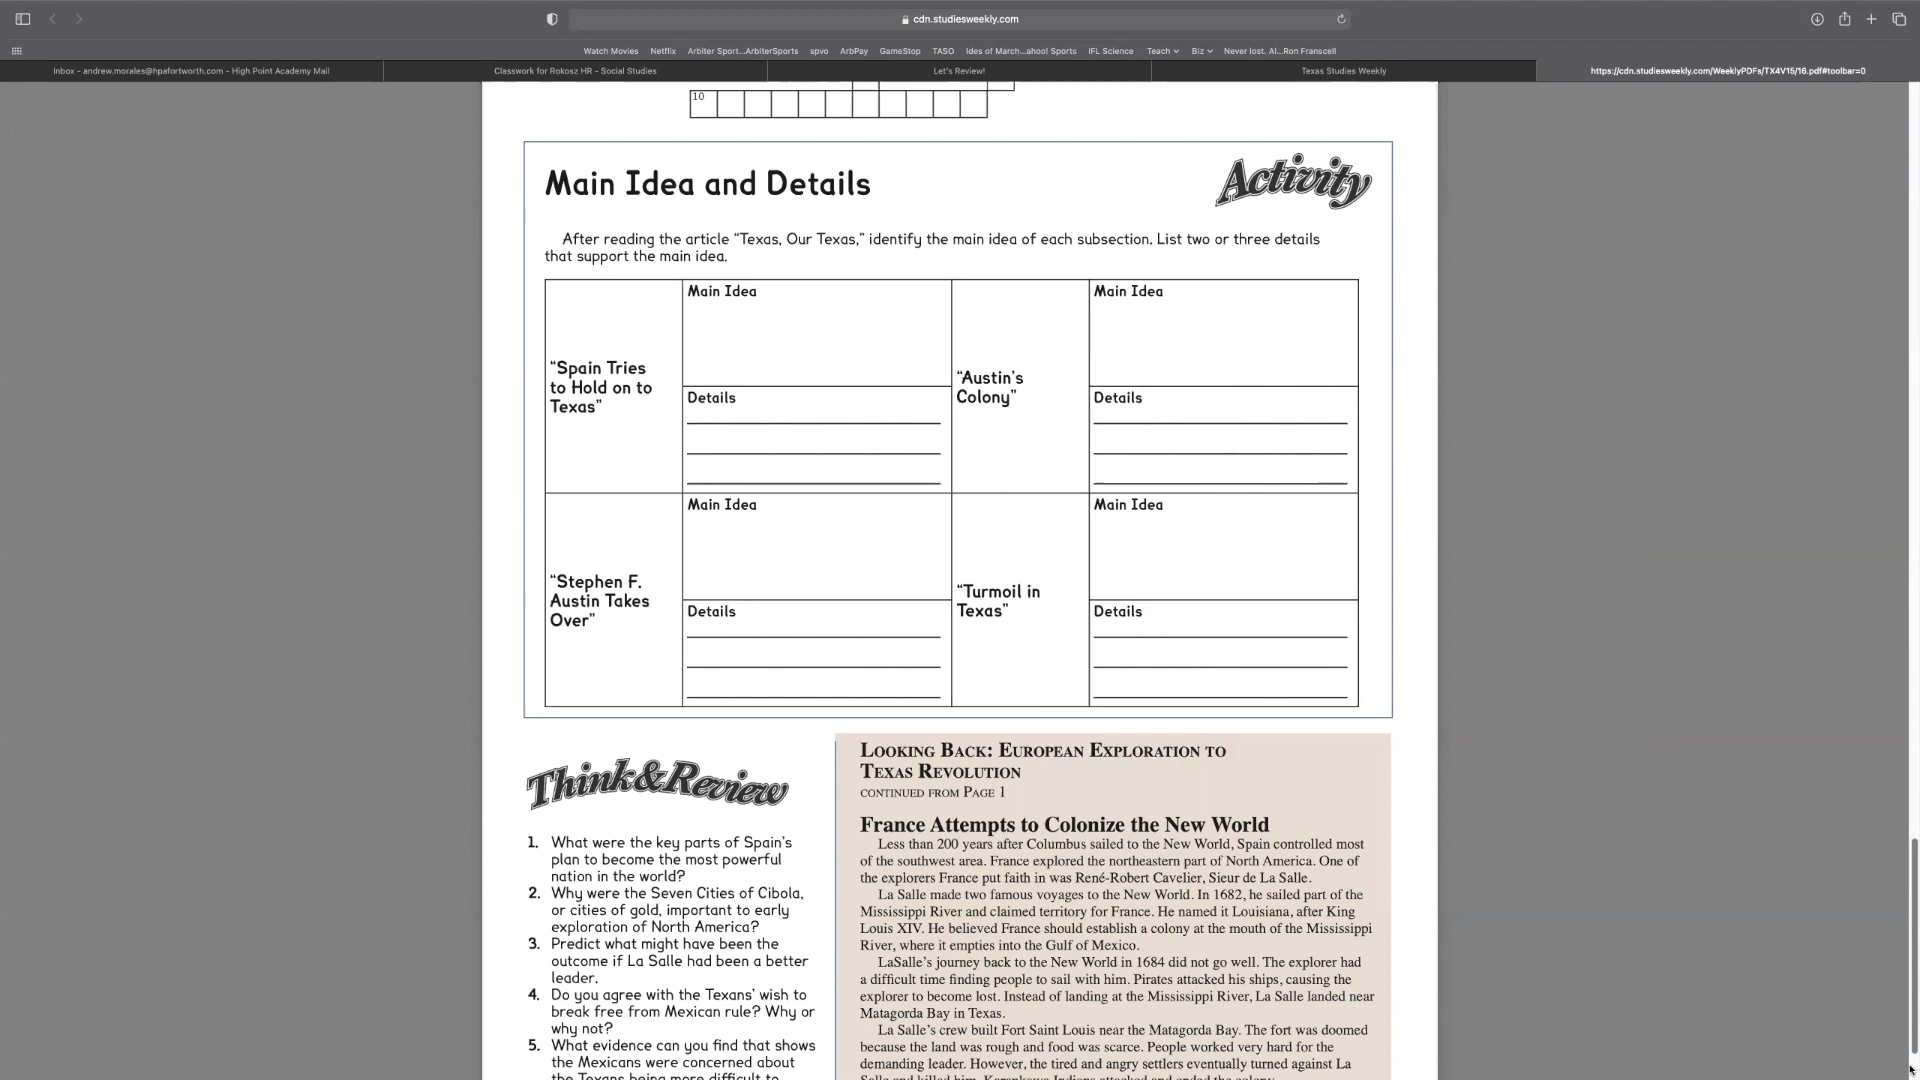 cdn.studiesweekly.com
Watch Movies Netflix Arbiter Sport...ArbiterSports spvo ArbPay GameStop TASO Ides of March...ahoo! Sports IFL Science Teach Biz Never lost. Al...Ron Franscell
Inbox - andrew.morales@hpafortworth.com - High Point Academy Mail Classwork for Rokosz HR - Social Studies Let's Review! Texas Studies Weekly https://cdn.studiesweekly.com/WeeklyPDFs/TX4V15/16.pdf#toolbar=0
10
Main Idea and Details
Activity
After reading the article “Texas, Our Texas,” identify the main idea of each subsection. List two or three details
that support the main idea.
“Spain Tries
to Hold on to
Texas”
Main Idea
Details
“Austin’s
Colony”
Main Idea
Details
“Stephen F.
Austin Takes
Over”
Main Idea
Details
“Turmoil in
Texas”
Main Idea
Details
Think&Review
1. What were the key parts of Spain’s
plan to become the most powerful
nation in the world?
2. Why were the Seven Cities of Cibola,
or cities of gold, important to early
exploration of North America?
3. Predict what might have been the
outcome if La Salle had been a better
leader.
4. Do you agree with the Texans’ wish to
break free from Mexican rule? Why or
why not?
5. What evidence can you find that shows
the Mexicans were concerned about
the Texans being more difficult to
Looking Back: European Exploration to
Texas Revolution
continued from Page 1
France Attempts to Colonize the New World
Less than 200 years after Columbus sailed to the New World, Spain controlled most
of the southwest area. France explored the northeastern part of North America. One of
the explorers France put faith in was René-Robert Cavelier, Sieur de La Salle.
La Salle made two famous voyages to the New World. In 1682, he sailed part of the
Mississippi River and claimed territory for France. He named it Louisiana, after King
Louis XIV. He believed France should establish a colony at the mouth of the Mississippi
River, where it empties into the Gulf of Mexico.
LaSalle’s journey back to the New World in 1684 did not go well. The explorer had
a difficult time finding people to sail with him. Pirates attacked his ships, causing the
explorer to become lost. Instead of landing at the Mississippi River, La Salle landed near
Matagorda Bay in Texas.
La Salle’s crew built Fort Saint Louis near the Matagorda Bay. The fort was doomed
because the land was rough and food was scarce. People worked very hard for the
demanding leader. However, the tired and angry settlers eventually turned against La
Salle and killed him. Karankawa Indians attacked and ended the colony.